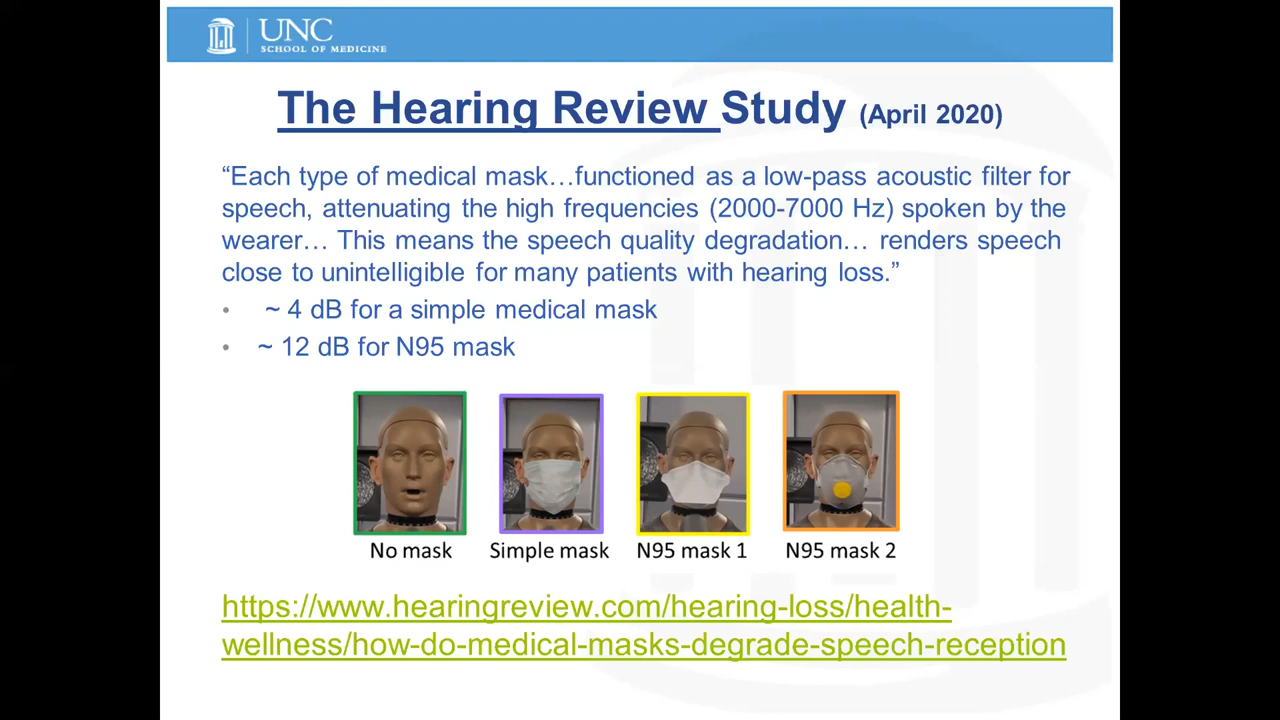 UNC
SCHOOL OF MEDICINE
The Hearing Review Study (April 2020)
“Each type of medical mask…functioned as a low-pass acoustic filter for
speech, attenuating the high frequencies (2000-7000 Hz) spoken by the
wearer… This means the speech quality degradation… renders speech
close to unintelligible for many patients with hearing loss.”
• ~ 4 dB for a simple medical mask
• ~ 12 dB for N95 mask
No mask Simple mask N95 mask 1 N95 mask 2
https://www.hearingreview.com/hearing-loss/health-
wellness/how-do-medical-masks-degrade-speech-reception